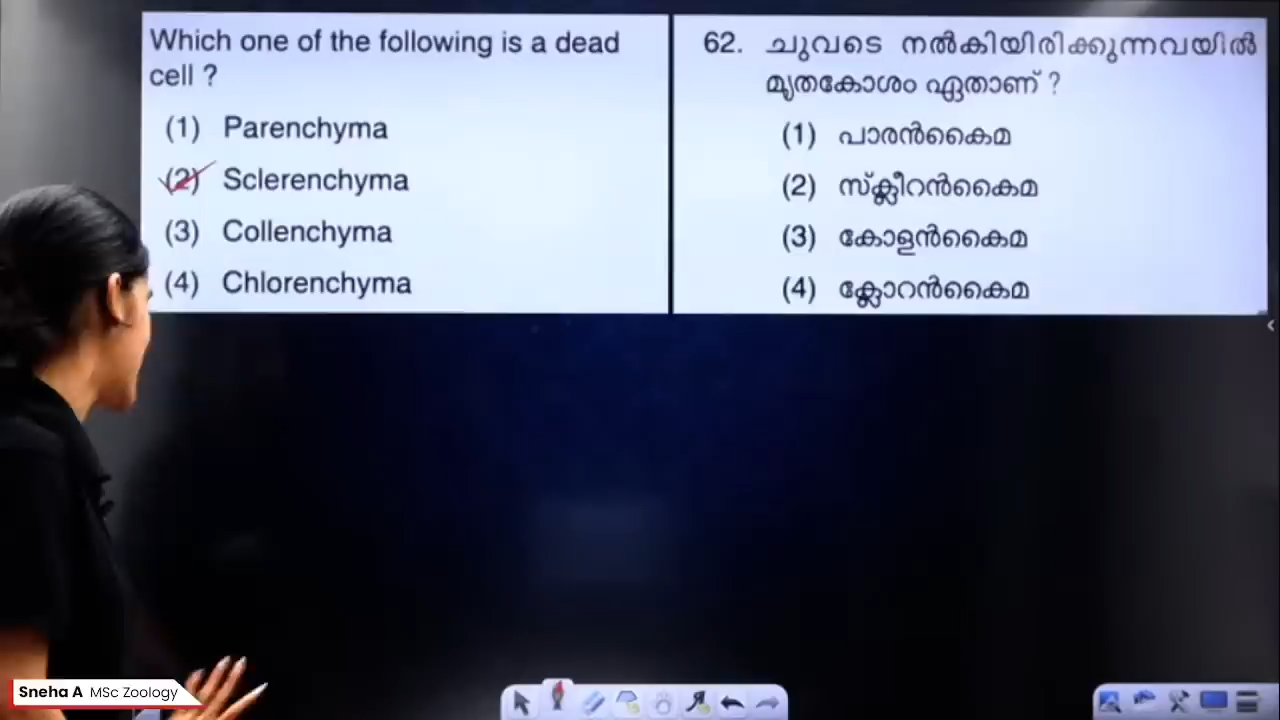 Which one of the following is a dead
cell ?
(1) Parenchyma
(2) Sclerenchyma
(3) Collenchyma
(4) Chlorenchyma
62. ചുവടെ നൽകിയിരിക്കുന്നവയിൽ
മൃതകോശം ഏതാണ് ?
(1) പാരൻകൈമ
(2) സ്ക്ലീറൻകൈമ
(3) കോളൻകൈമ
(4) ക്ലോറൻകൈമ
Sneha A MSc Zoology